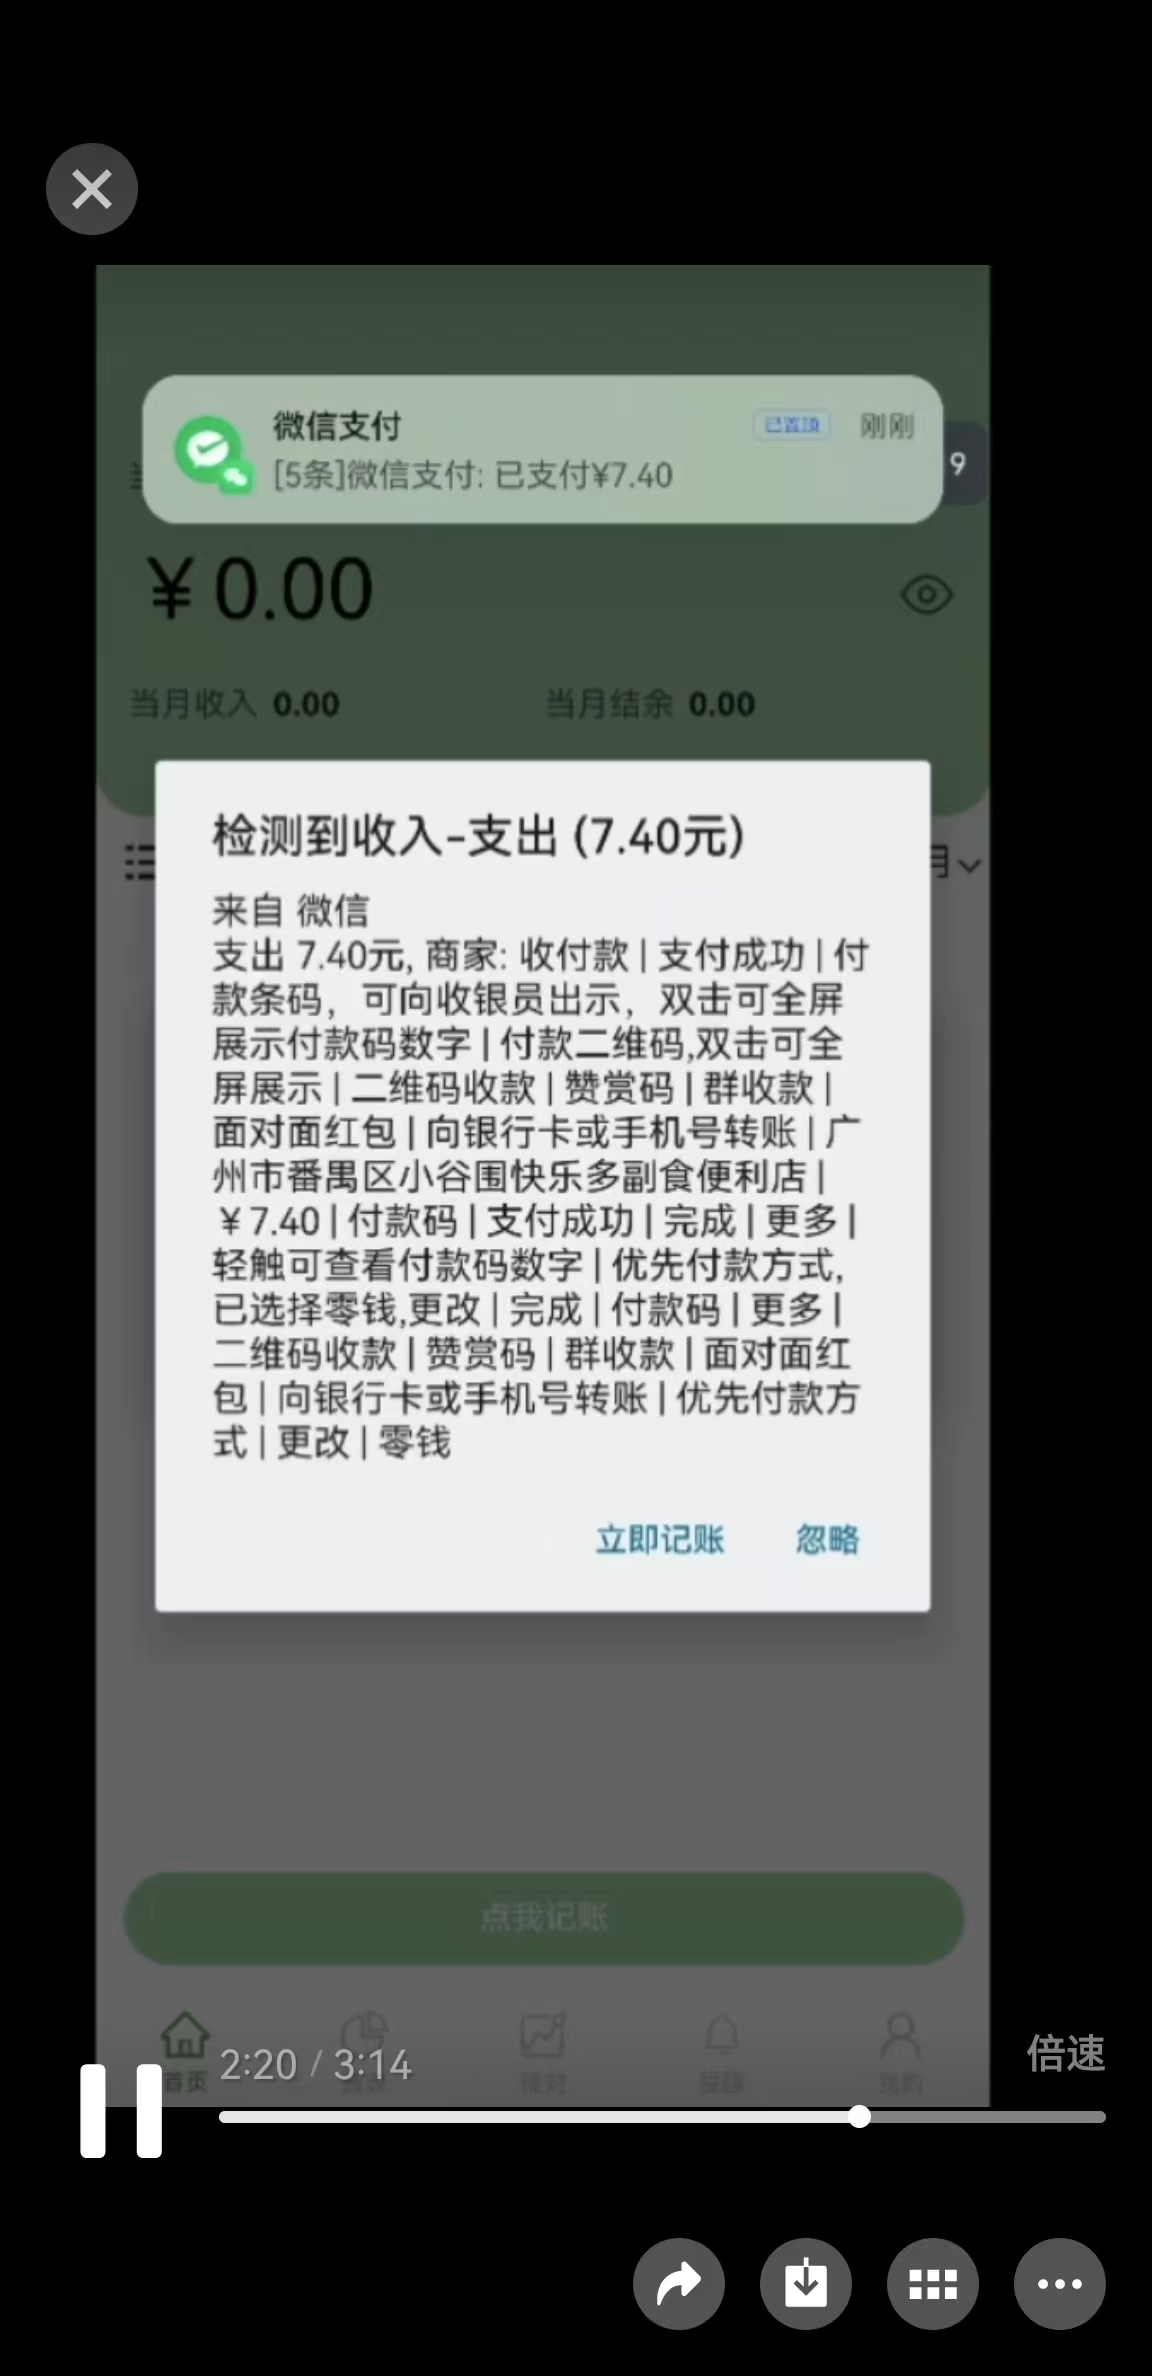 微信支付 已置顶 刚刚
[5条]微信支付: 已支付¥7.40
9
¥ 0.00
当月收入 0.00 当月结余 0.00
月
检测到收入-支出 (7.40元)
来自 微信
支出 7.40元, 商家: 收付款 | 支付成功 | 付
款条码，可向收银员出示，双击可全屏
展示付款码数字 | 付款二维码,双击可全
屏展示 | 二维码收款 | 赞赏码 | 群收款 |
面对面红包 | 向银行卡或手机号转账 | 广
州市番禺区小谷围快乐多副食便利店 |
￥7.40 | 付款码 | 支付成功 | 完成 | 更多 |
轻触可查看付款码数字 | 优先付款方式,
已选择零钱,更改 | 完成 | 付款码 | 更多 |
二维码收款 | 赞赏码 | 群收款 | 面对面红
包 | 向银行卡或手机号转账 | 优先付款方
式 | 更改 | 零钱
立即记账 忽略
点我记账
首页 我的
2:20 / 3:14 倍速